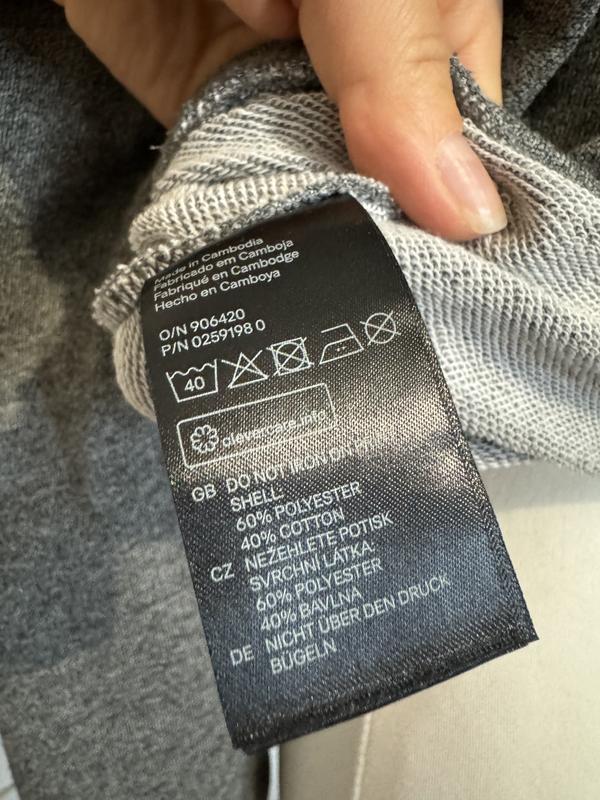 Made in Cambodia
Fabricado em Camboja
Fabriqué en Cambodge
Hecho en Camboya
O/N 906420
P/N 0259198 0
40
clevercare.info
GB DO NOT IRON ON
SHELL:
60% POLYESTER
40% COTTON
CZ NEŽEHLETE POTISK
SVRCHNÍ LÁTKA:
60% POLYESTER
40% BAVLNA
DE NICHT ÜBER DEN DRUCK
BÜGELN